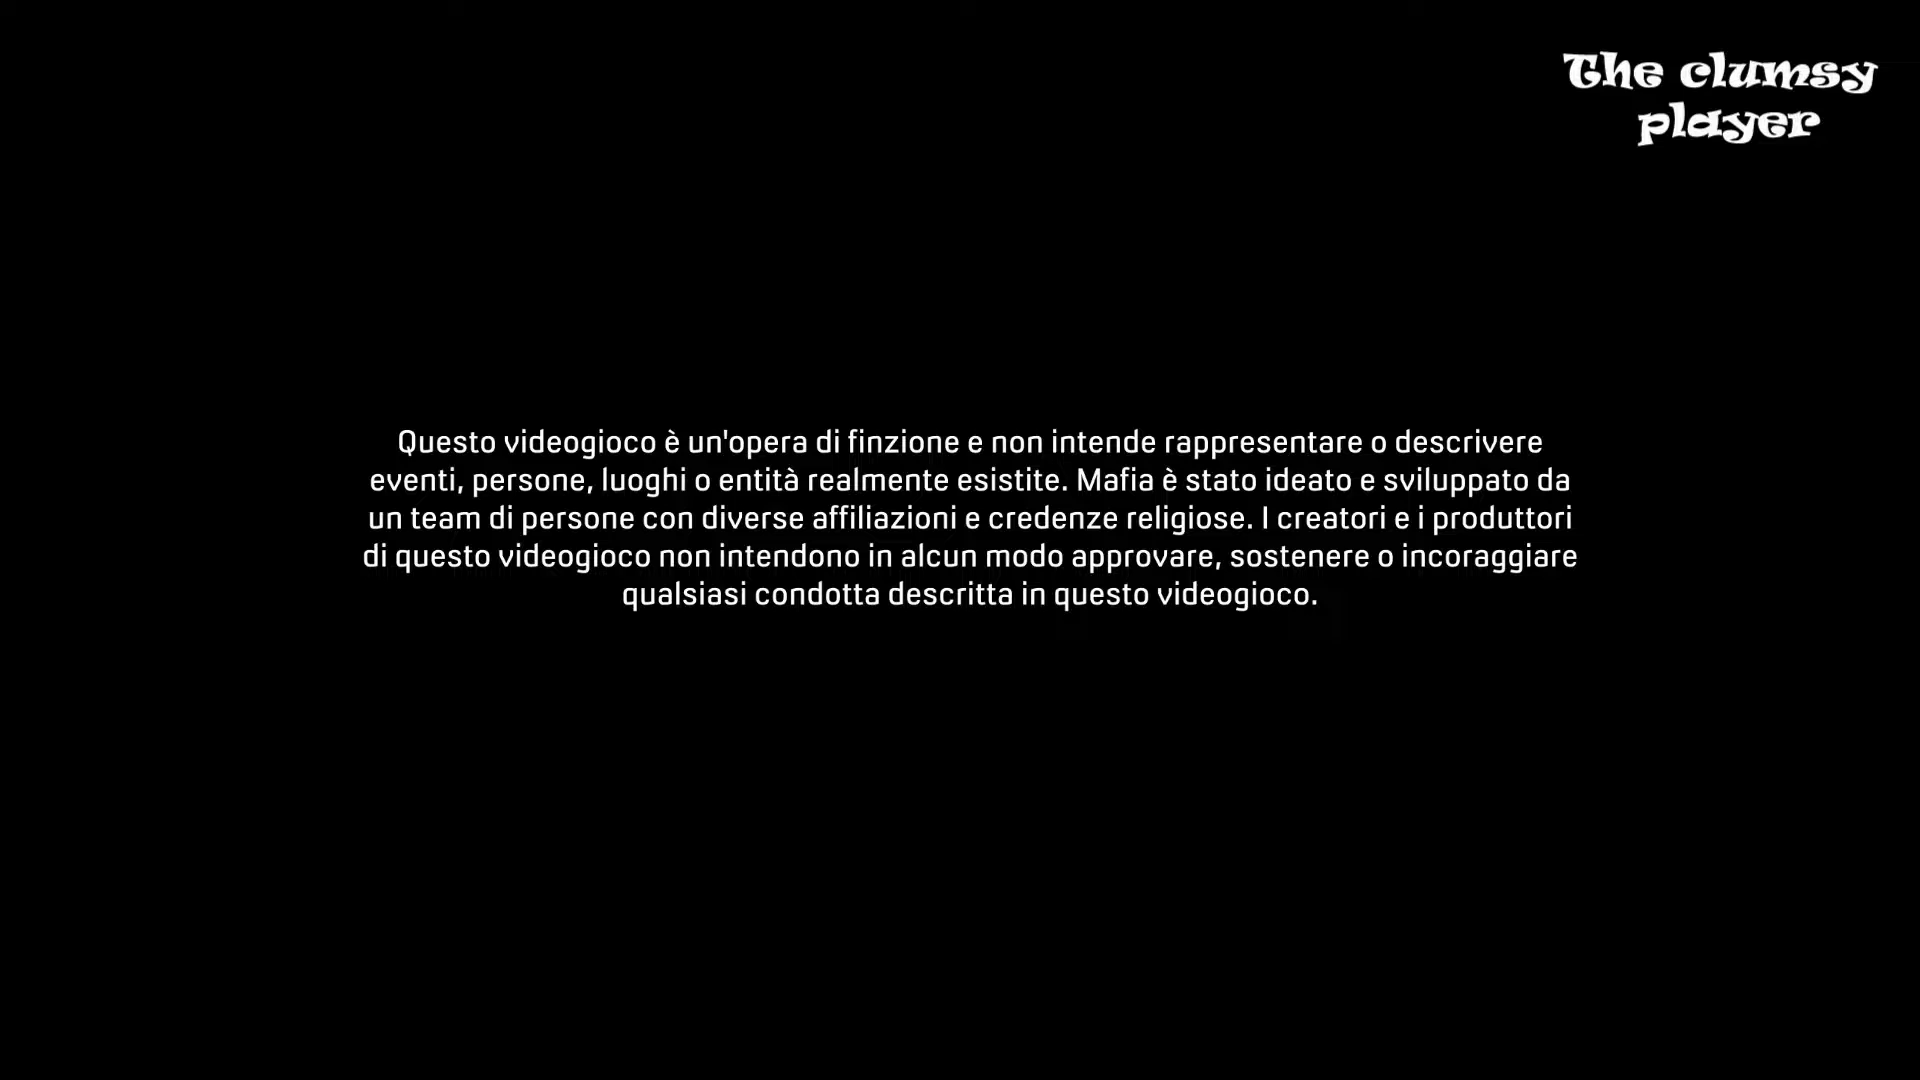 The clumsy
player
Questo videogioco è un'opera di finzione e non intende rappresentare o descrivere
eventi, persone, luoghi o entità realmente esistite. Mafia è stato ideato e sviluppato da
un team di persone con diverse affiliazioni e credenze religiose. I creatori e i produttori
di questo videogioco non intendono in alcun modo approvare, sostenere o incoraggiare
qualsiasi condotta descritta in questo videogioco.